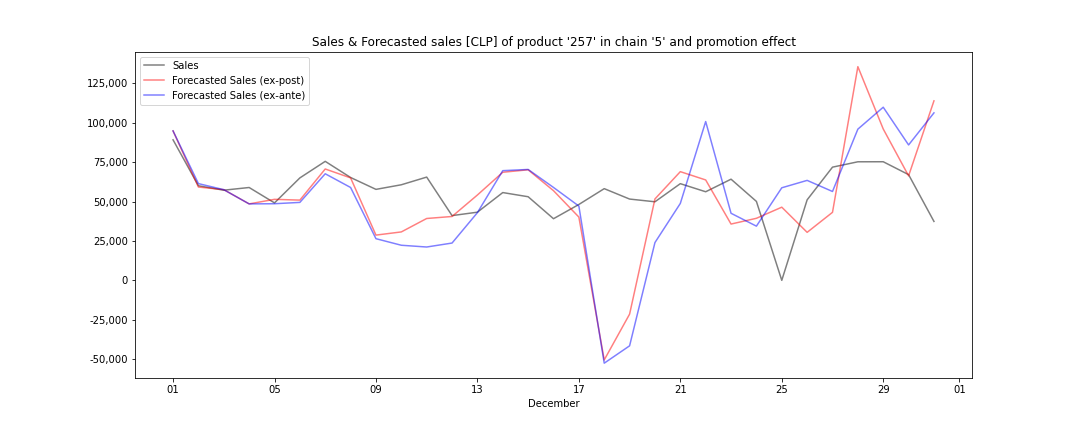 Sales & Forecasted sales [CLP] of product '257' in chain '5' and promotion effect
Sales
Forecasted Sales (ex-post)
Forecasted Sales (ex-ante)
125,000
100,000
75,000
50,000
25,000
0
-25,000
-50,000
01 05 09 13 17 21 25 29 01
December